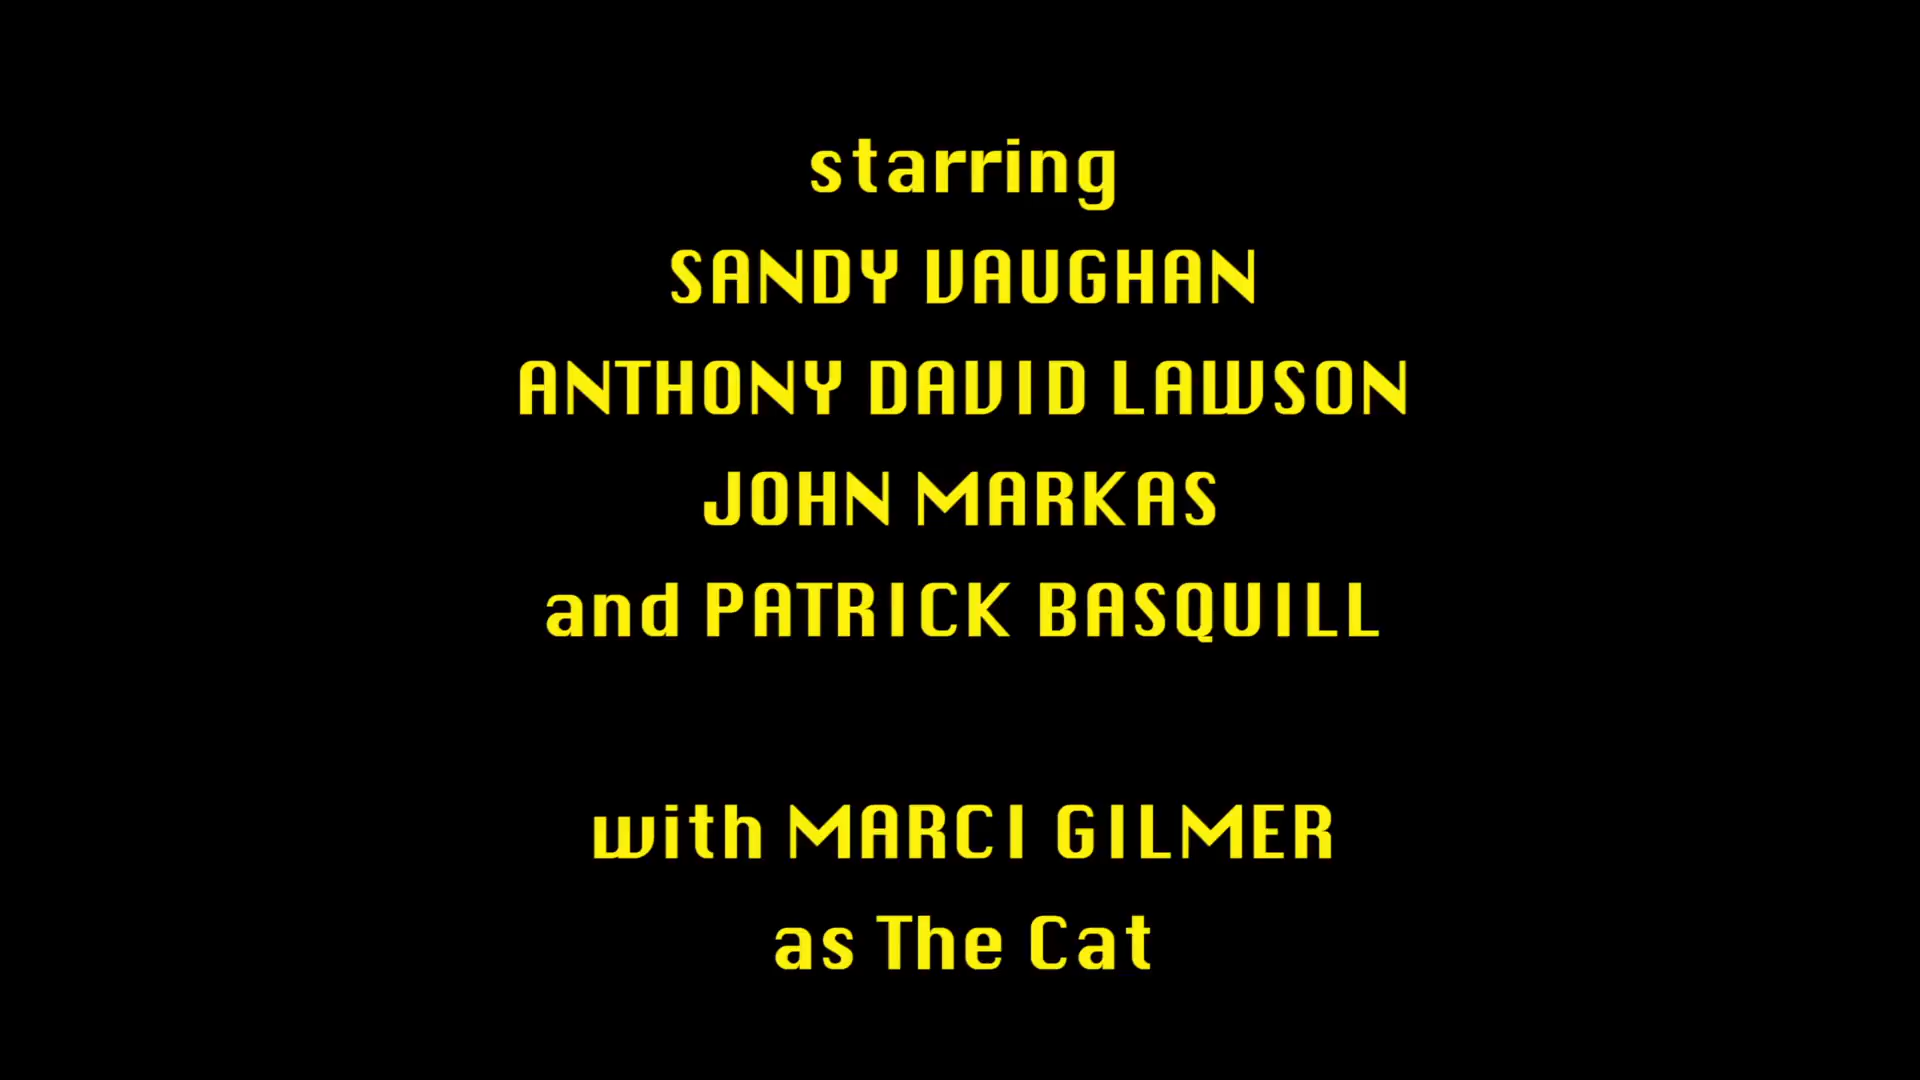 starring
SANDY VAUGHAN
ANTHONY DAVID LAWSON
JOHN MARKAS
and PATRICK BASQUILL
with MARCI GILMER
as The Cat